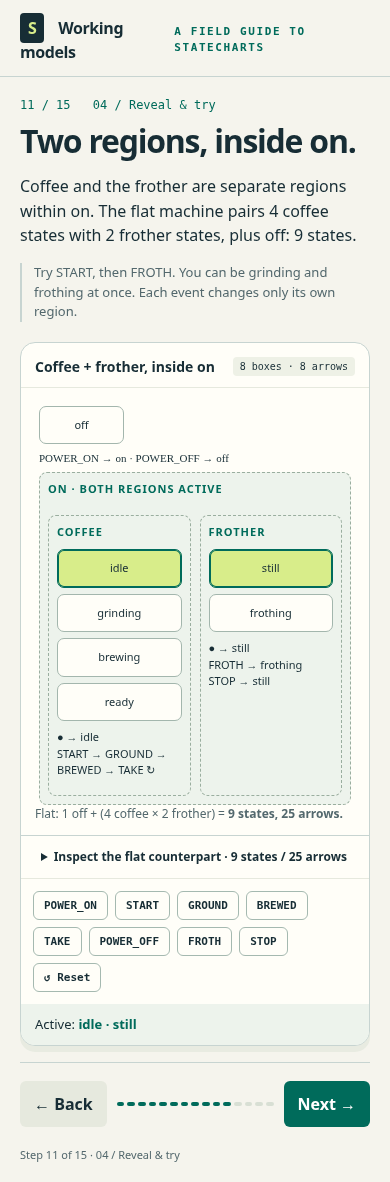 S Working models
A FIELD GUIDE TO
STATECHARTS
11 / 15 04 / Reveal & try
Two regions, inside on.
Coffee and the frother are separate regions
within on. The flat machine pairs 4 coffee
states with 2 frother states, plus off: 9 states.
Try START, then FROTH. You can be grinding and
frothing at once. Each event changes only its own
region.
Coffee + frother, inside on
8 boxes · 8 arrows
off
POWER_ON → on · POWER_OFF → off
ON · BOTH REGIONS ACTIVE
COFFEE
idle
grinding
brewing
ready
● → idle
START → GROUND →
BREWED → TAKE ↻
FROTHER
still
frothing
● → still
FROTH → frothing
STOP → still
Flat: 1 off + (4 coffee × 2 frother) = 9 states, 25 arrows.
▶ Inspect the flat counterpart · 9 states / 25 arrows
POWER_ON START GROUND BREWED
TAKE POWER_OFF FROTH STOP
↺ Reset
Active: idle · still
← Back
Next →
Step 11 of 15 · 04 / Reveal & try